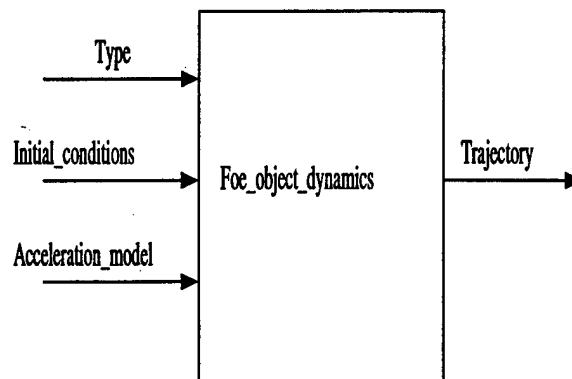 Type
Initial_conditions
Foe_object_dynamics
Trajectory
Acceleration_model